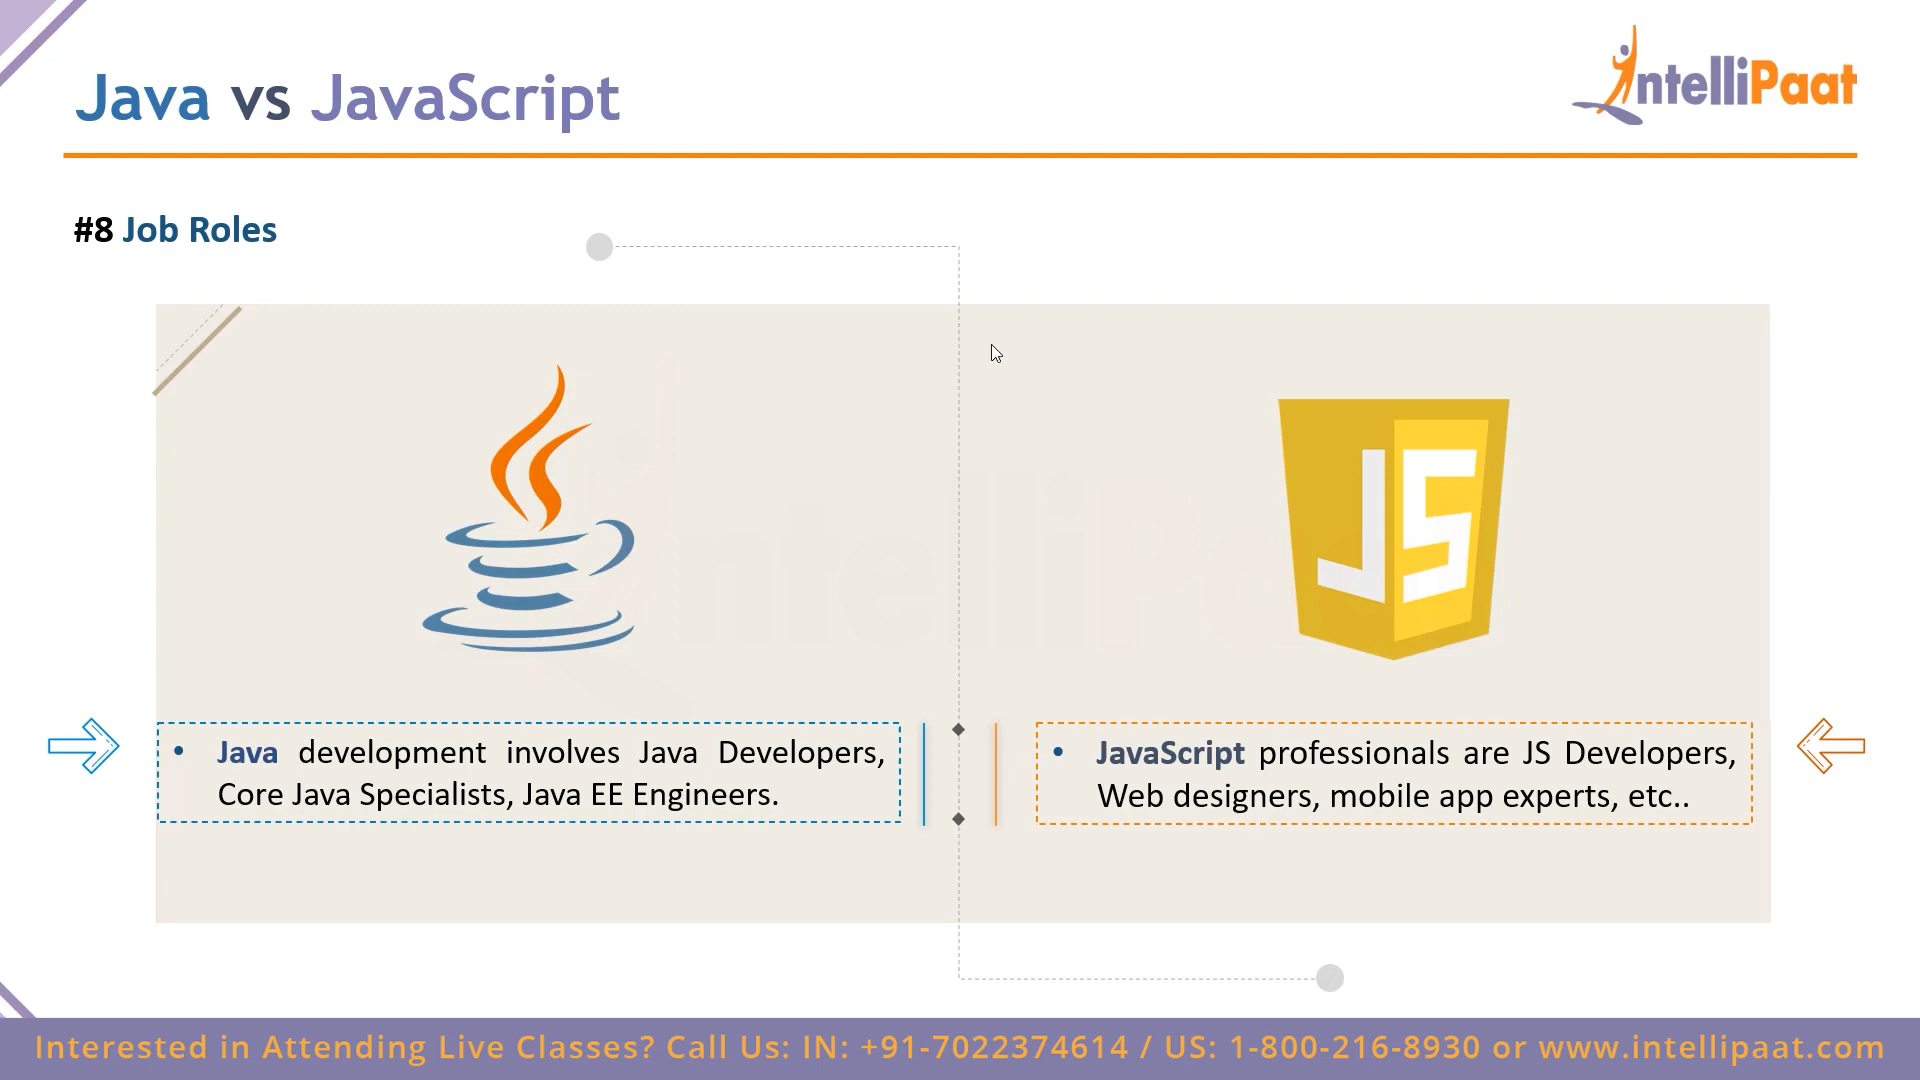 Java vs JavaScript
IntelliPaat
#8 Job Roles
JS
• Java development involves Java Developers,
Core Java Specialists, Java EE Engineers.
• JavaScript professionals are JS Developers,
Web designers, mobile app experts, etc..
Interested in Attending Live Classes? Call Us: IN: +91-7022374614 / US: 1-800-216-8930 or www.intellipaat.com